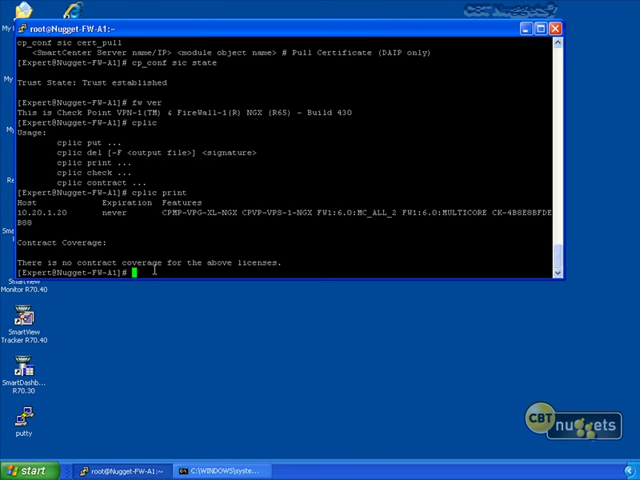 root@Nugget-FW-A1:~
cp_conf sic cert_pull
<SmartCenter Server name/IP> <module object name> # Pull Certificate (DAIP only)
[Expert@Nugget-FW-A1]# cp_conf sic state
Trust State: Trust established
[Expert@Nugget-FW-A1]# fw ver
This is Check Point VPN-1(TM) & FireWall-1(R) NGX (R65) - Build 430
[Expert@Nugget-FW-A1]# cplic
Usage:
cplic put ...
cplic del [-F <output file>] <signature>
cplic print ...
cplic check ...
cplic contract ...
[Expert@Nugget-FW-A1]# cplic print
Host Expiration Features
10.20.1.20 never CPMP-VPG-XL-NGX CPVP-VPS-1-NGX FW1:6.0:MC_ALL_2 FW1:6.0:MULTICORE CK-4B8E8BFDE
B88
Contract Coverage:
There is no contract coverage for the above licenses.
[Expert@Nugget-FW-A1]#
My
My
My
Re
SmartView
Monitor R70.40
SmartView
Tracker R70.40
SmartDashb...
R70.30
putty
CBT
nuggets
start
root@Nugget-FW-A1:~
C:\WINDOWS\syste...